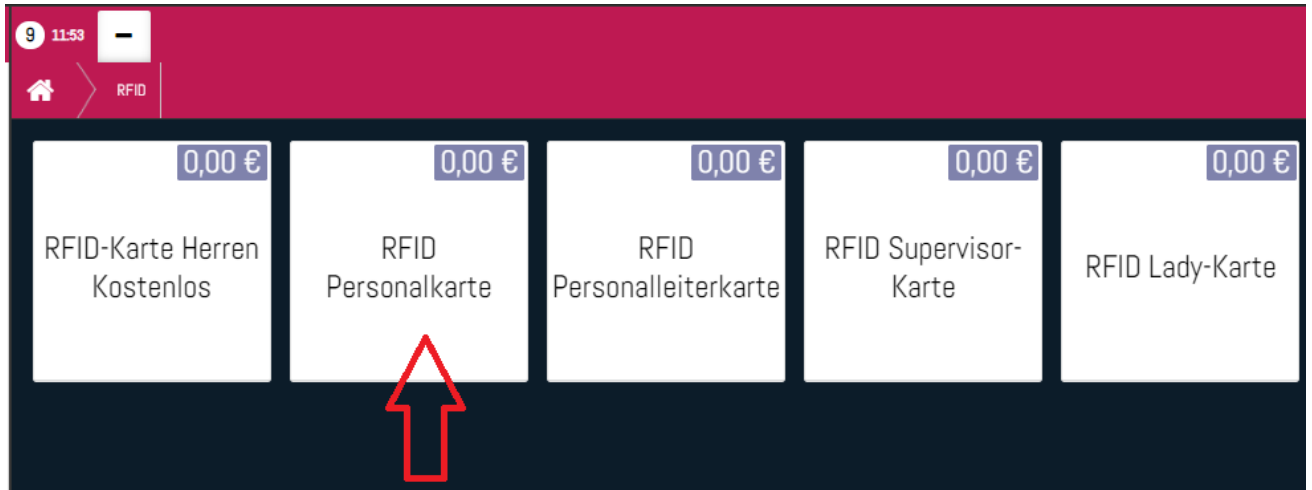 9 11:53 –
RFID
0,00 €
RFID-Karte Herren
Kostenlos
0,00 €
RFID
Personalkarte
0,00 €
RFID
Personalleiterkarte
0,00 €
RFID Supervisor-
Karte
0,00 €
RFID Lady-Karte